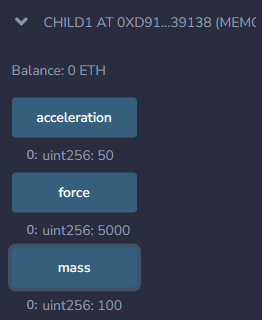 CHILD1 AT 0XD91...39138 (MEMO
Balance: 0 ETH
acceleration
0: uint256: 50
force
0: uint256: 5000
mass
0: uint256: 100